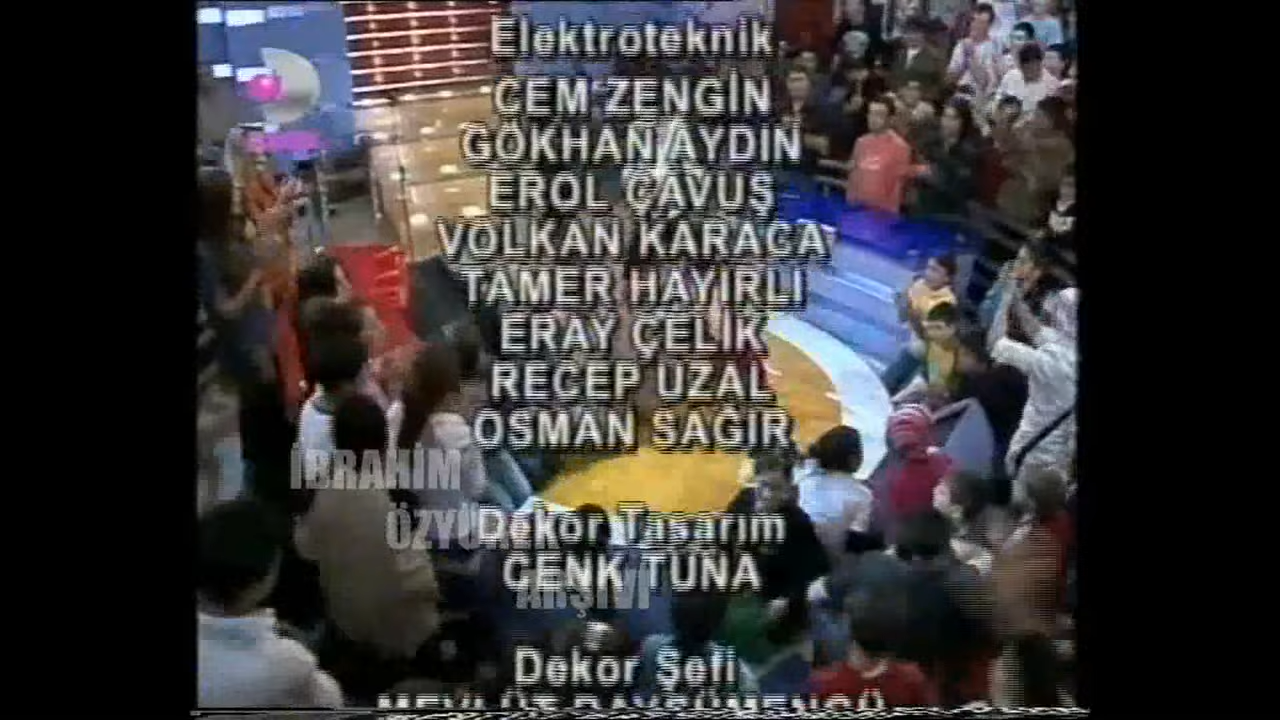 Elektroteknik
CEM ZENGİN
GÖKHAN AYDIN
EROL ÇAVUŞ
VOLKAN KARACA
TAMER HAYIRLI
ERAY ÇELİK
RECEP UZAL
OSMAN SAĞIR
İBRAHİM
Dekor Tasarım
CENK TUNA
ARŞİVİ
Dekor Şefi
MEVLÜT